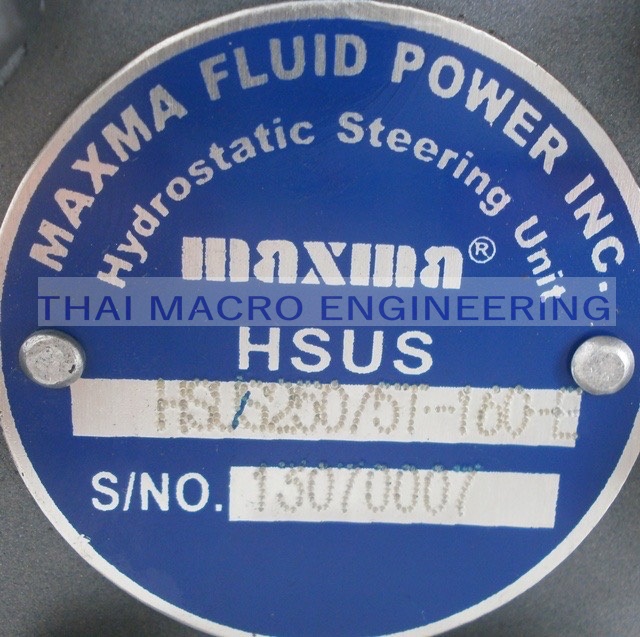 MAXMA FLUID POWER INC.
Hydrostatic Steering Unit
maxma®
THAI MACRO ENGINEERING
HSUS
S/NO. 13070007